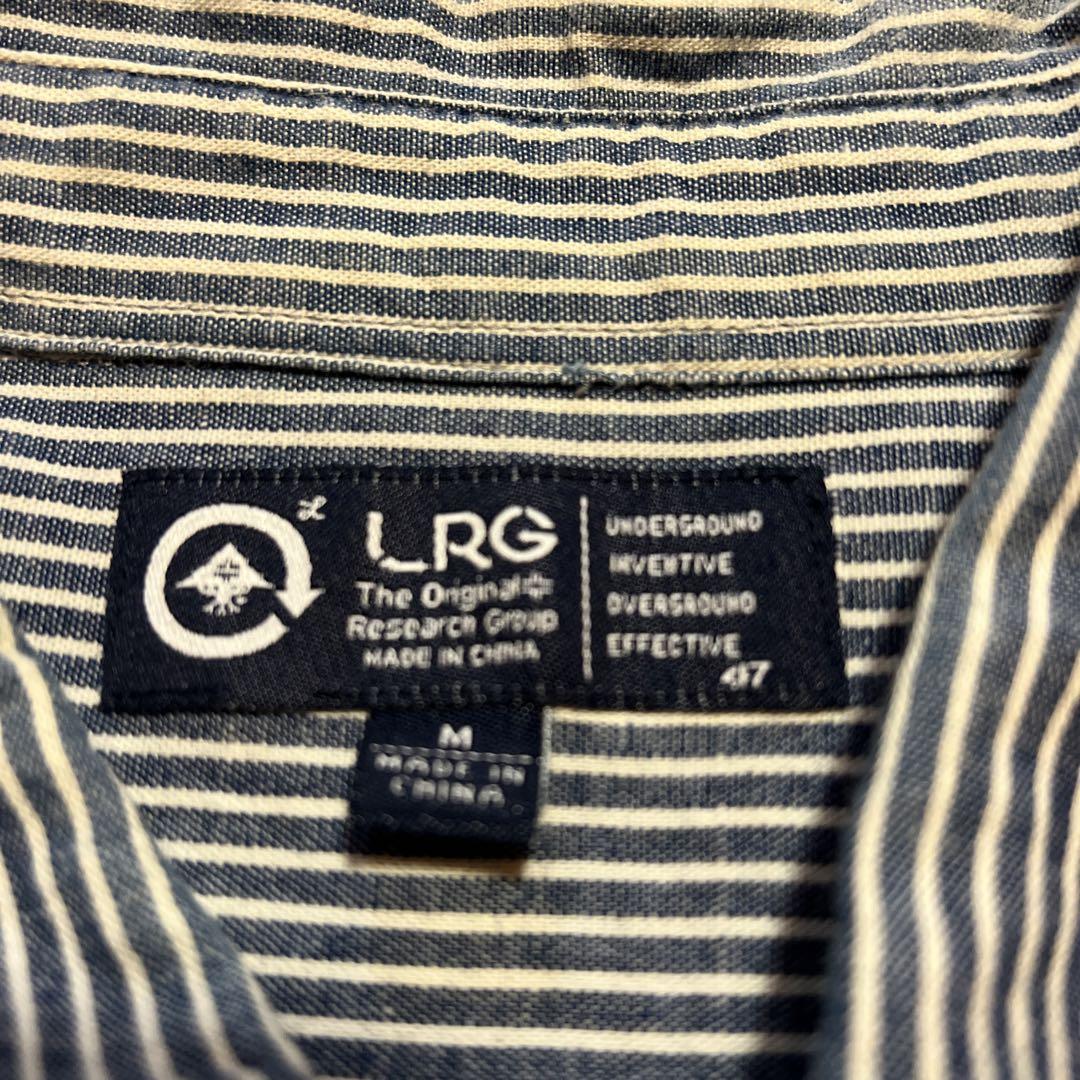 LRG
The Original
Research Group
MADE IN CHINA
UNDERGROUND
INVENTIVE
OVERGROUND
EFFECTIVE
47
M
MADE IN
CHINA